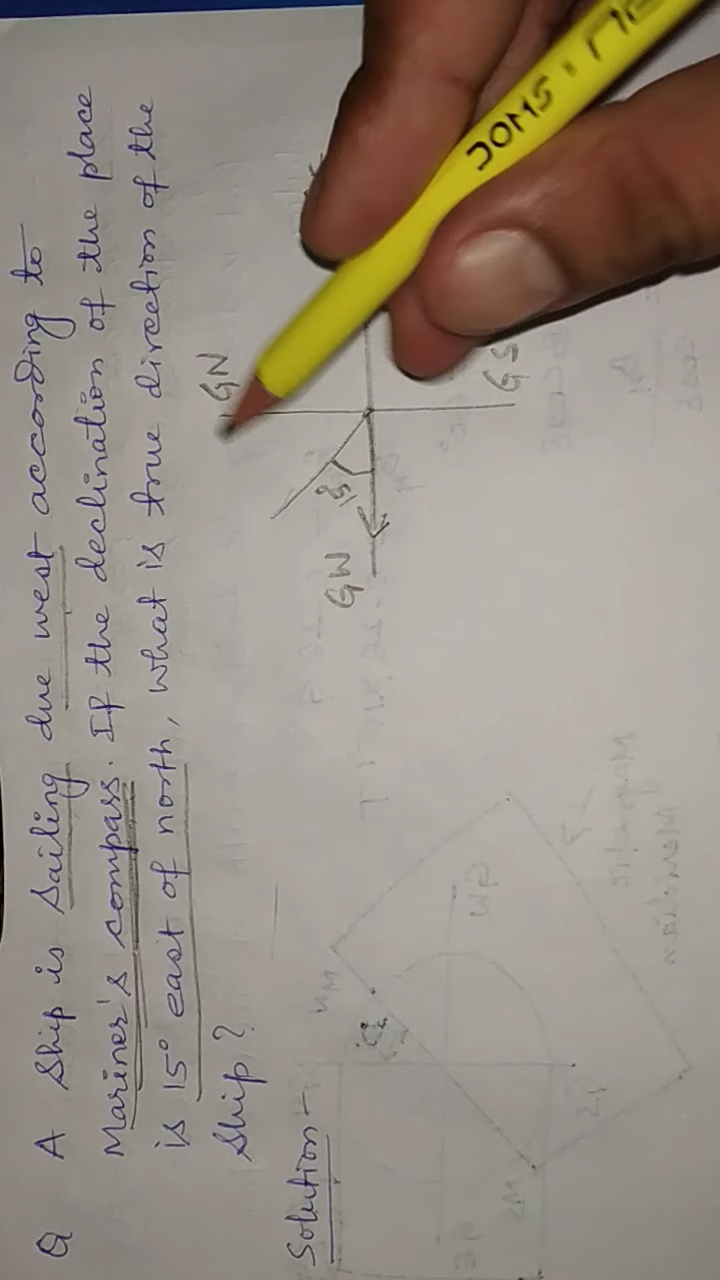 Q A Ship is Sailing due west according to
Mariner's compass. If the declination of the place
is 15° east of north, what is true direction of the
Ship?
Solution -
GN
GS
GW
15°
DOMS